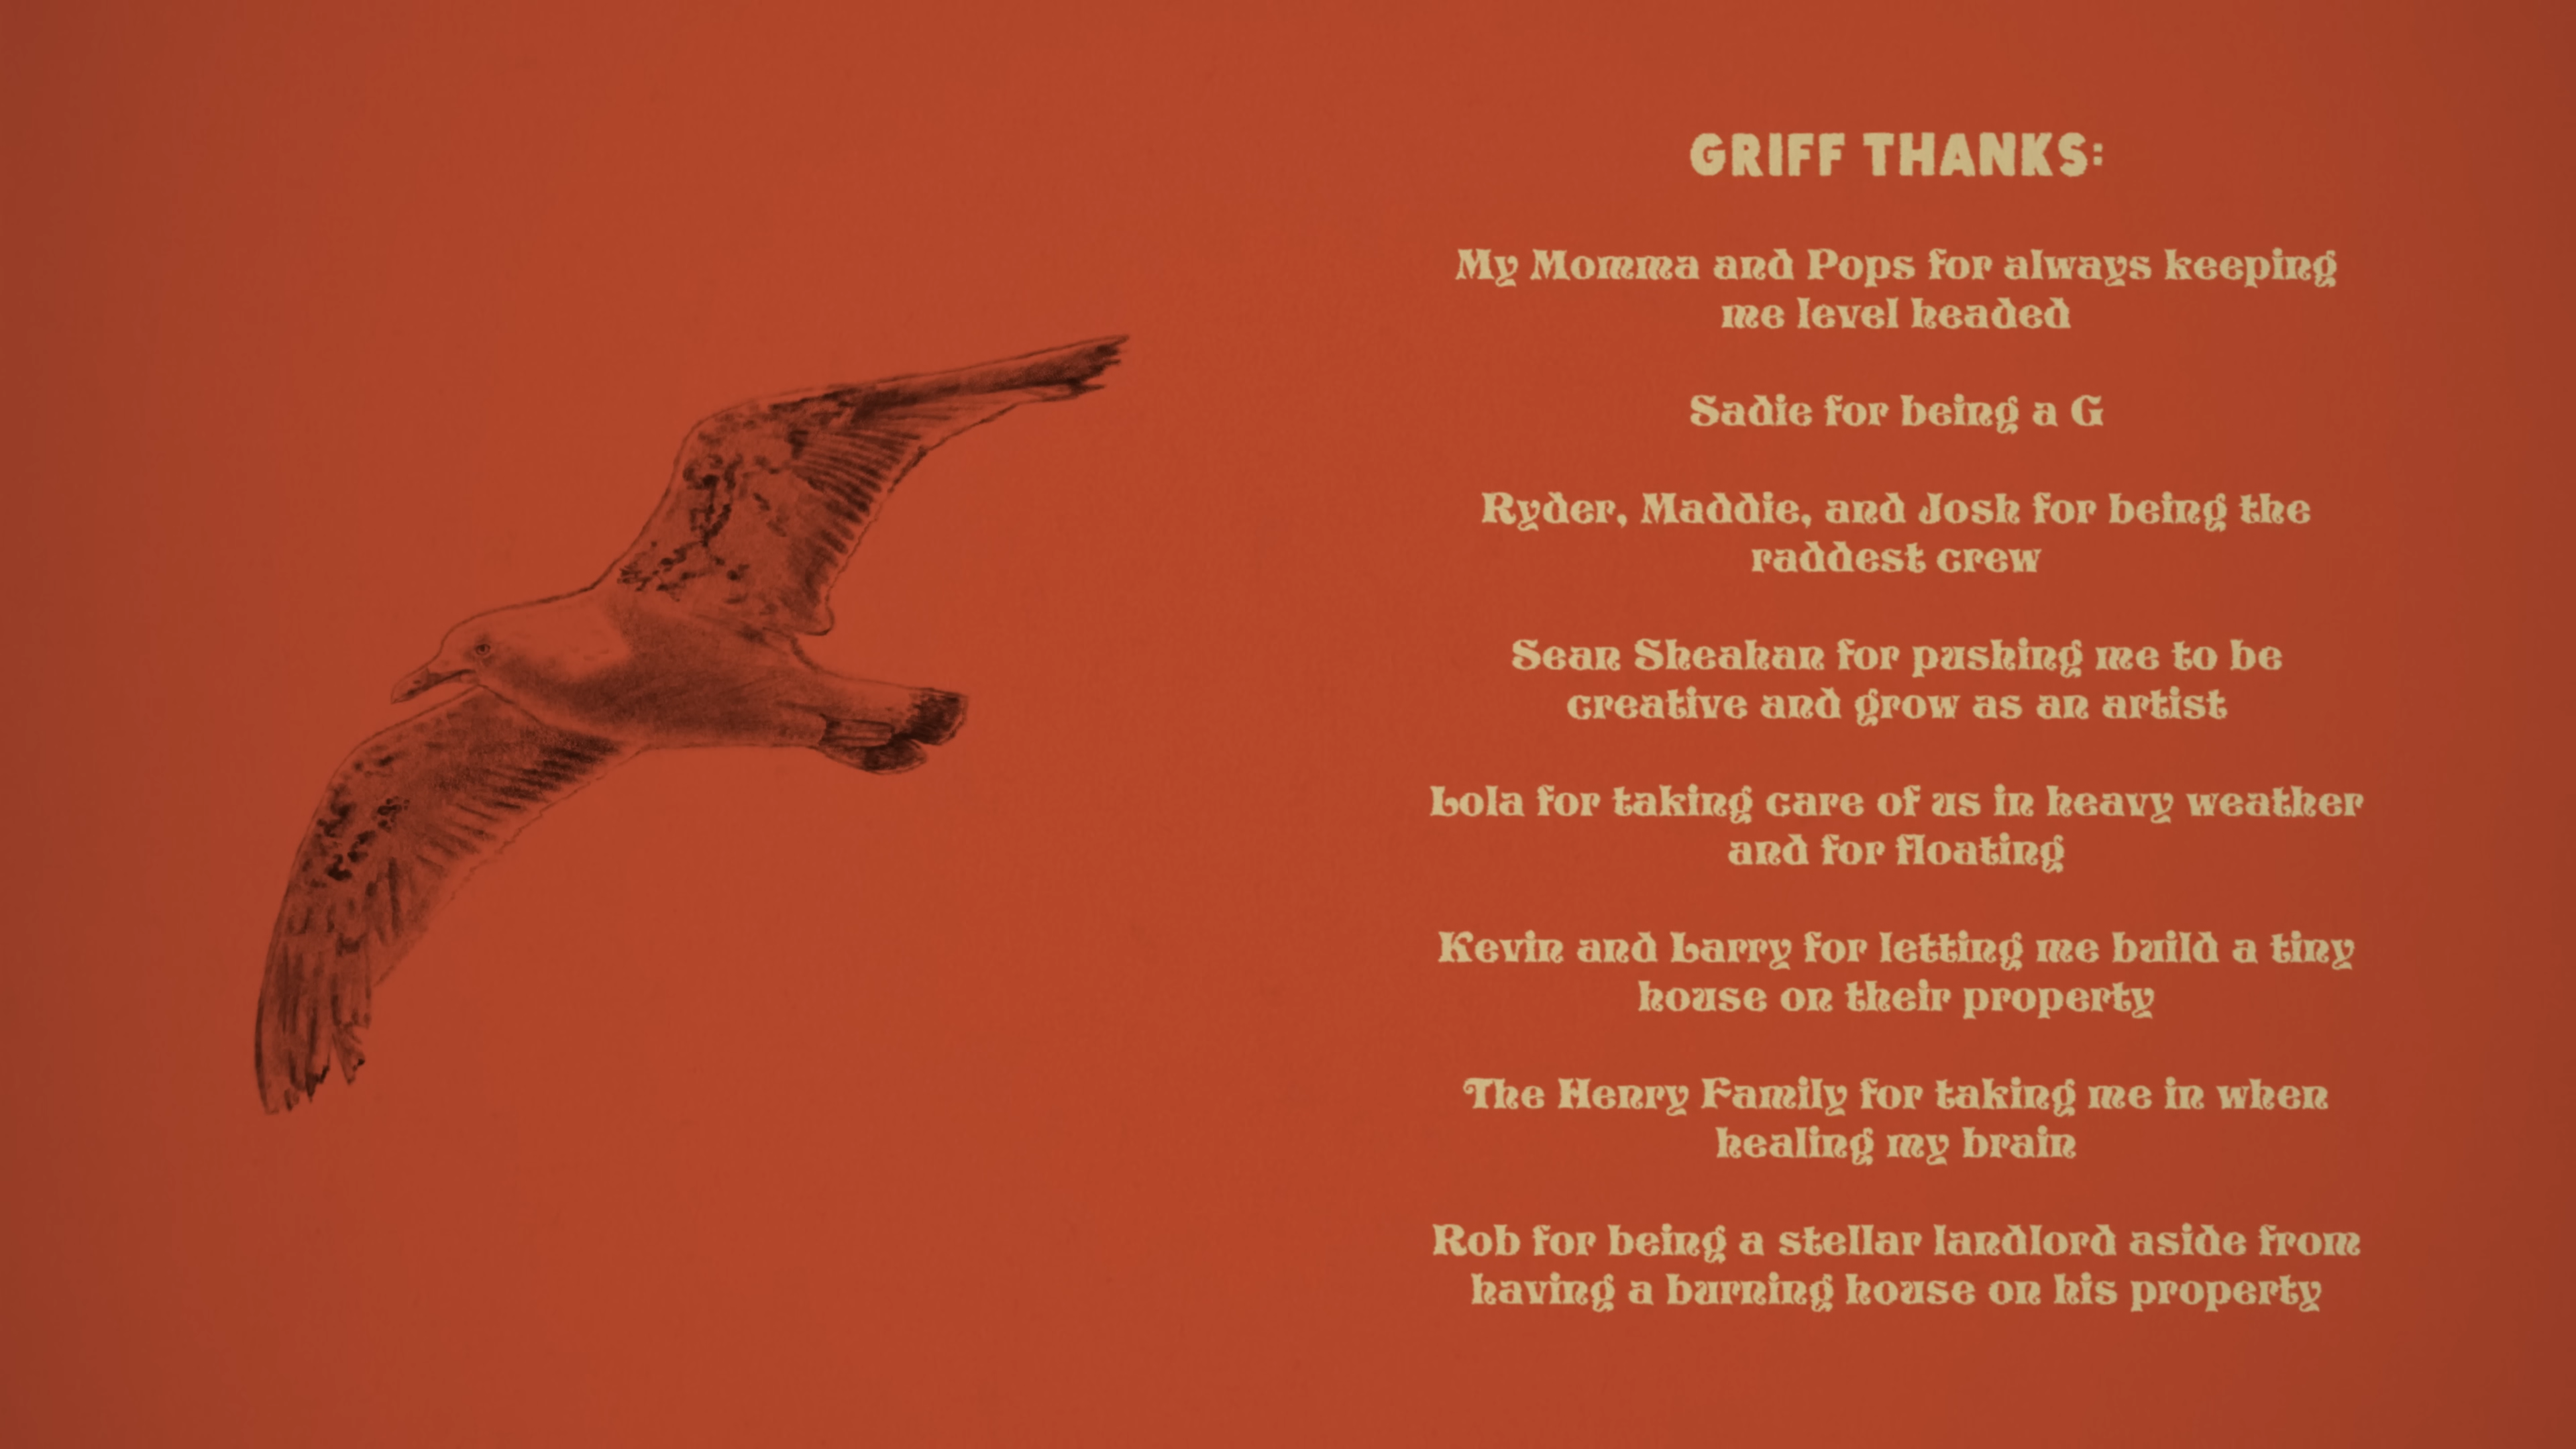 GRIFF THANKS:
My Momma and Pops for always keeping
me level headed
Sadie for being a G
Ryder, Maddie, and Josh for being the
raddest crew
Sean Sheahan for pushing me to be
creative and grow as an artist
Lola for taking care of us in heavy weather
and for floating
Kevin and Larry for letting me build a tiny
house on their property
The Henry Family for taking me in when
healing my brain
Rob for being a stellar landlord aside from
having a burning house on his property